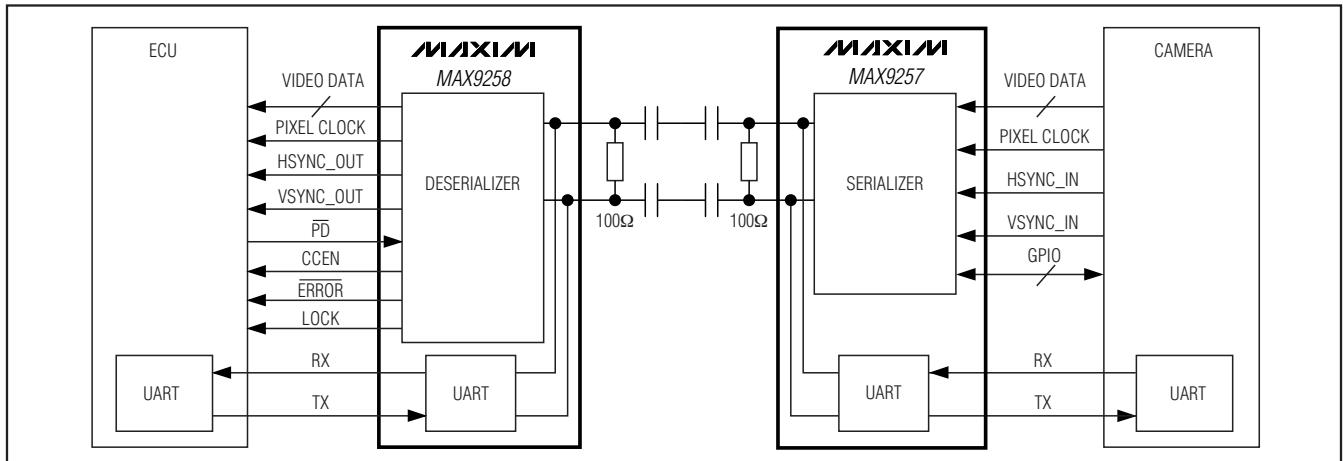 ECU
MAXIM
MAX9258
MAXIM
MAX9257
CAMERA
VIDEO DATA
PIXEL CLOCK
HSYNC_OUT
VSYNC_OUT
PD
CCEN
ERROR
LOCK
DESERIALIZER
100Ω
100Ω
SERIALIZER
VIDEO DATA
PIXEL CLOCK
HSYNC_IN
VSYNC_IN
GPIO
UART
RX
TX
UART
UART
RX
TX
UART